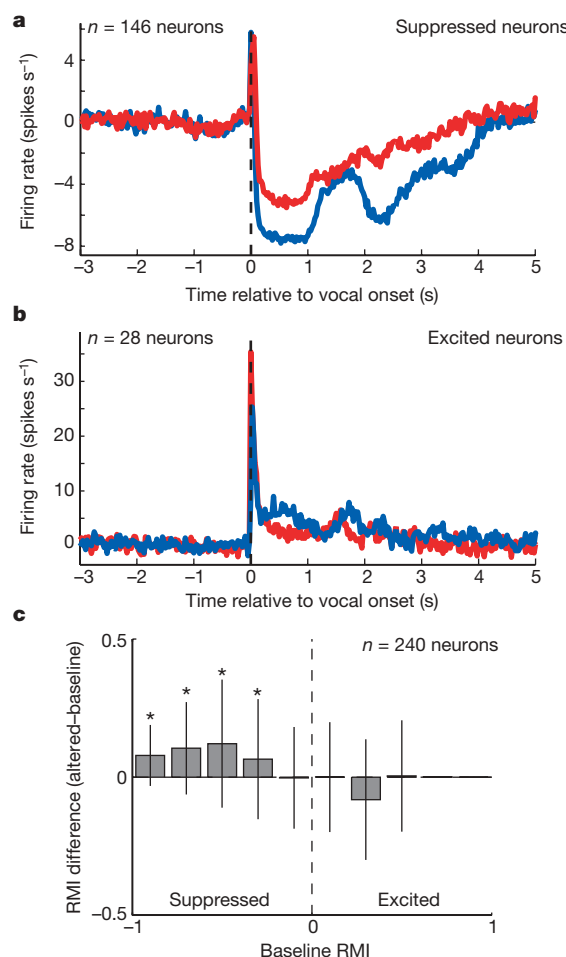 a
n = 146 neurons
Suppressed neurons
Firing rate (spikes s⁻¹)
4
0
−4
−8
−3 −2 −1 0 1 2 3 4 5
Time relative to vocal onset (s)
b
n = 28 neurons
Excited neurons
Firing rate (spikes s⁻¹)
30
20
10
0
−3 −2 −1 0 1 2 3 4 5
Time relative to vocal onset (s)
c
n = 240 neurons
RMI difference (altered–baseline)
0.5
0
−0.5
* * * *
Suppressed
Excited
−1 0 1
Baseline RMI